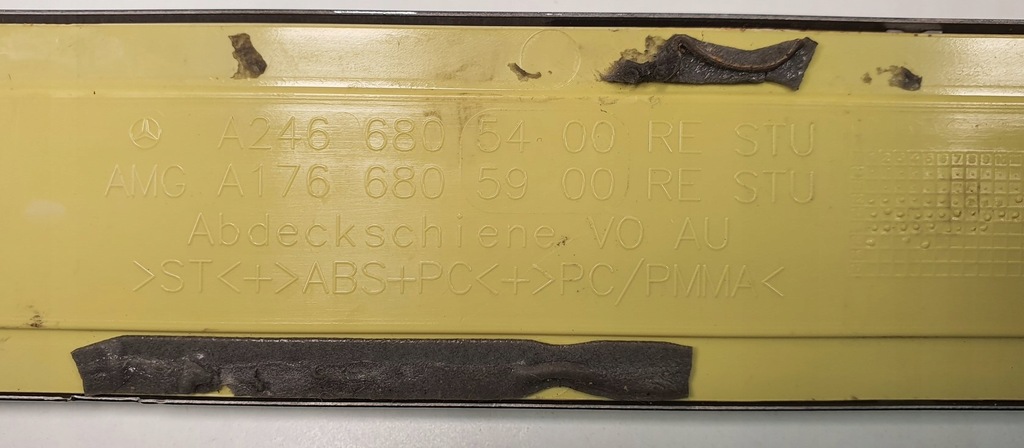 A246 680 54 00 RE STU
AMG A176 680 59 00 RE STU
Abdeckschiene VO AU
>ST<+>ABS+PC<+>PC/PMMA<